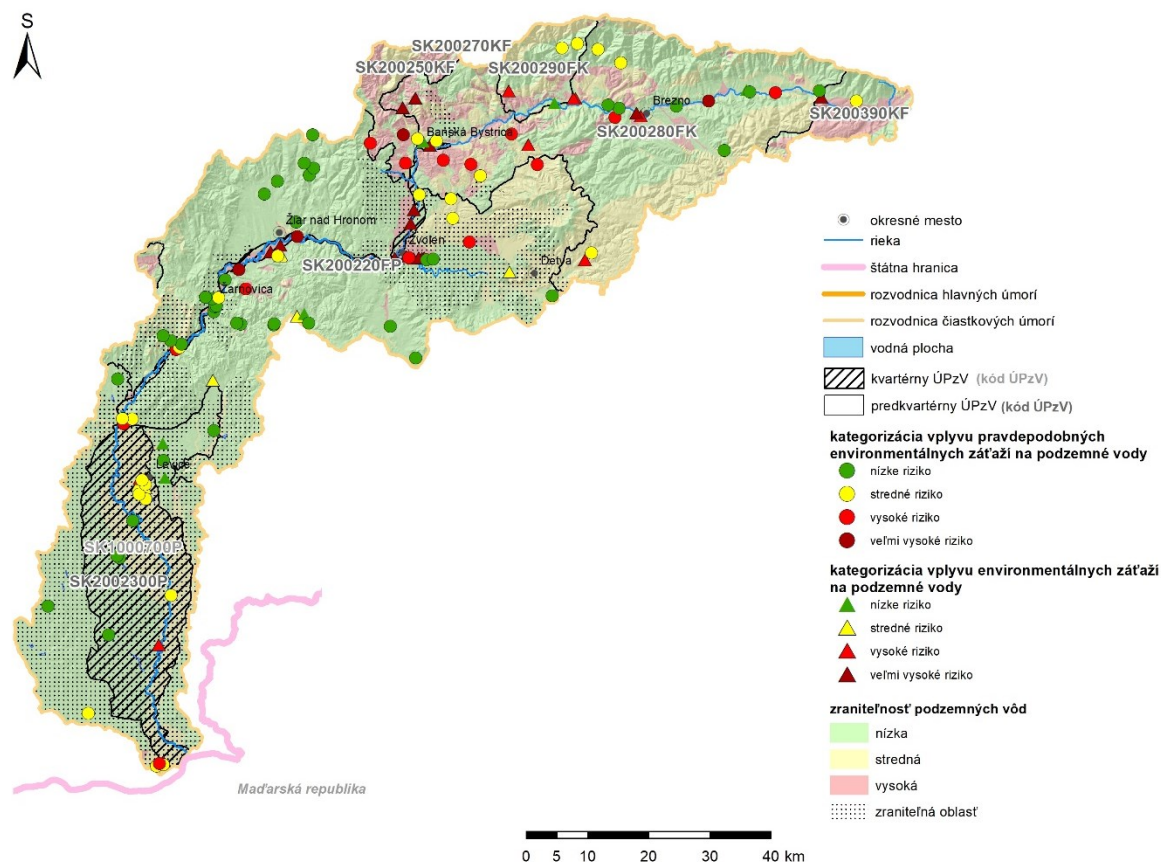 S
SK200270KF
SK200250KF
SK200290FK
Brezno
SK200390KF
SK200280FK
Banská Bystrica
Žiar nad Hronom
Zvolen
Detva
SK200220FP
Žarnovica
Levice
SK1000700P
SK2002300P
Maďarská republika
okresné mesto
rieka
štátna hranica
rozvodnica hlavných úmorí
rozvodnica čiastkových úmorí
vodná plocha
kvartérny ÚPzV (kód ÚPzV)
predkvartérny ÚPzV (kód ÚPzV)
kategorizácia vplyvu pravdepodobných
environmentálnych záťaží na podzemné vody
nízke riziko
stredné riziko
vysoké riziko
veľmi vysoké riziko
kategorizácia vplyvu environmentálnych záťaží
na podzemné vody
nízke riziko
stredné riziko
vysoké riziko
veľmi vysoké riziko
zraniteľnosť podzemných vôd
nízka
stredná
vysoká
zraniteľná oblasť
0 5 10 20 30 40 km